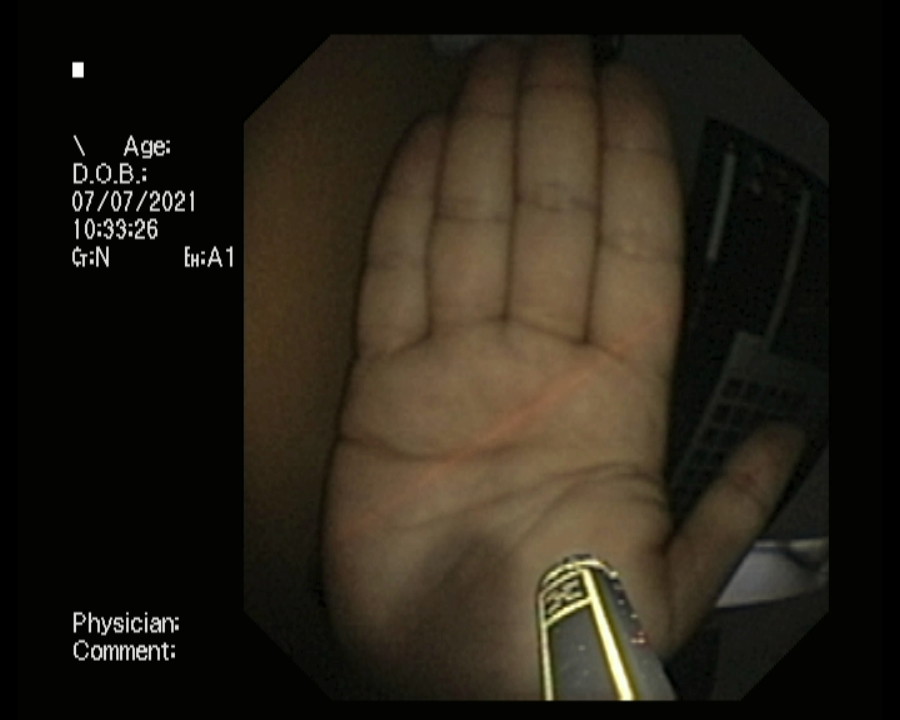 \ Age:
D.O.B.:
07/07/2021
10:33:26
Cr:N EH:A1
Physician:
Comment: